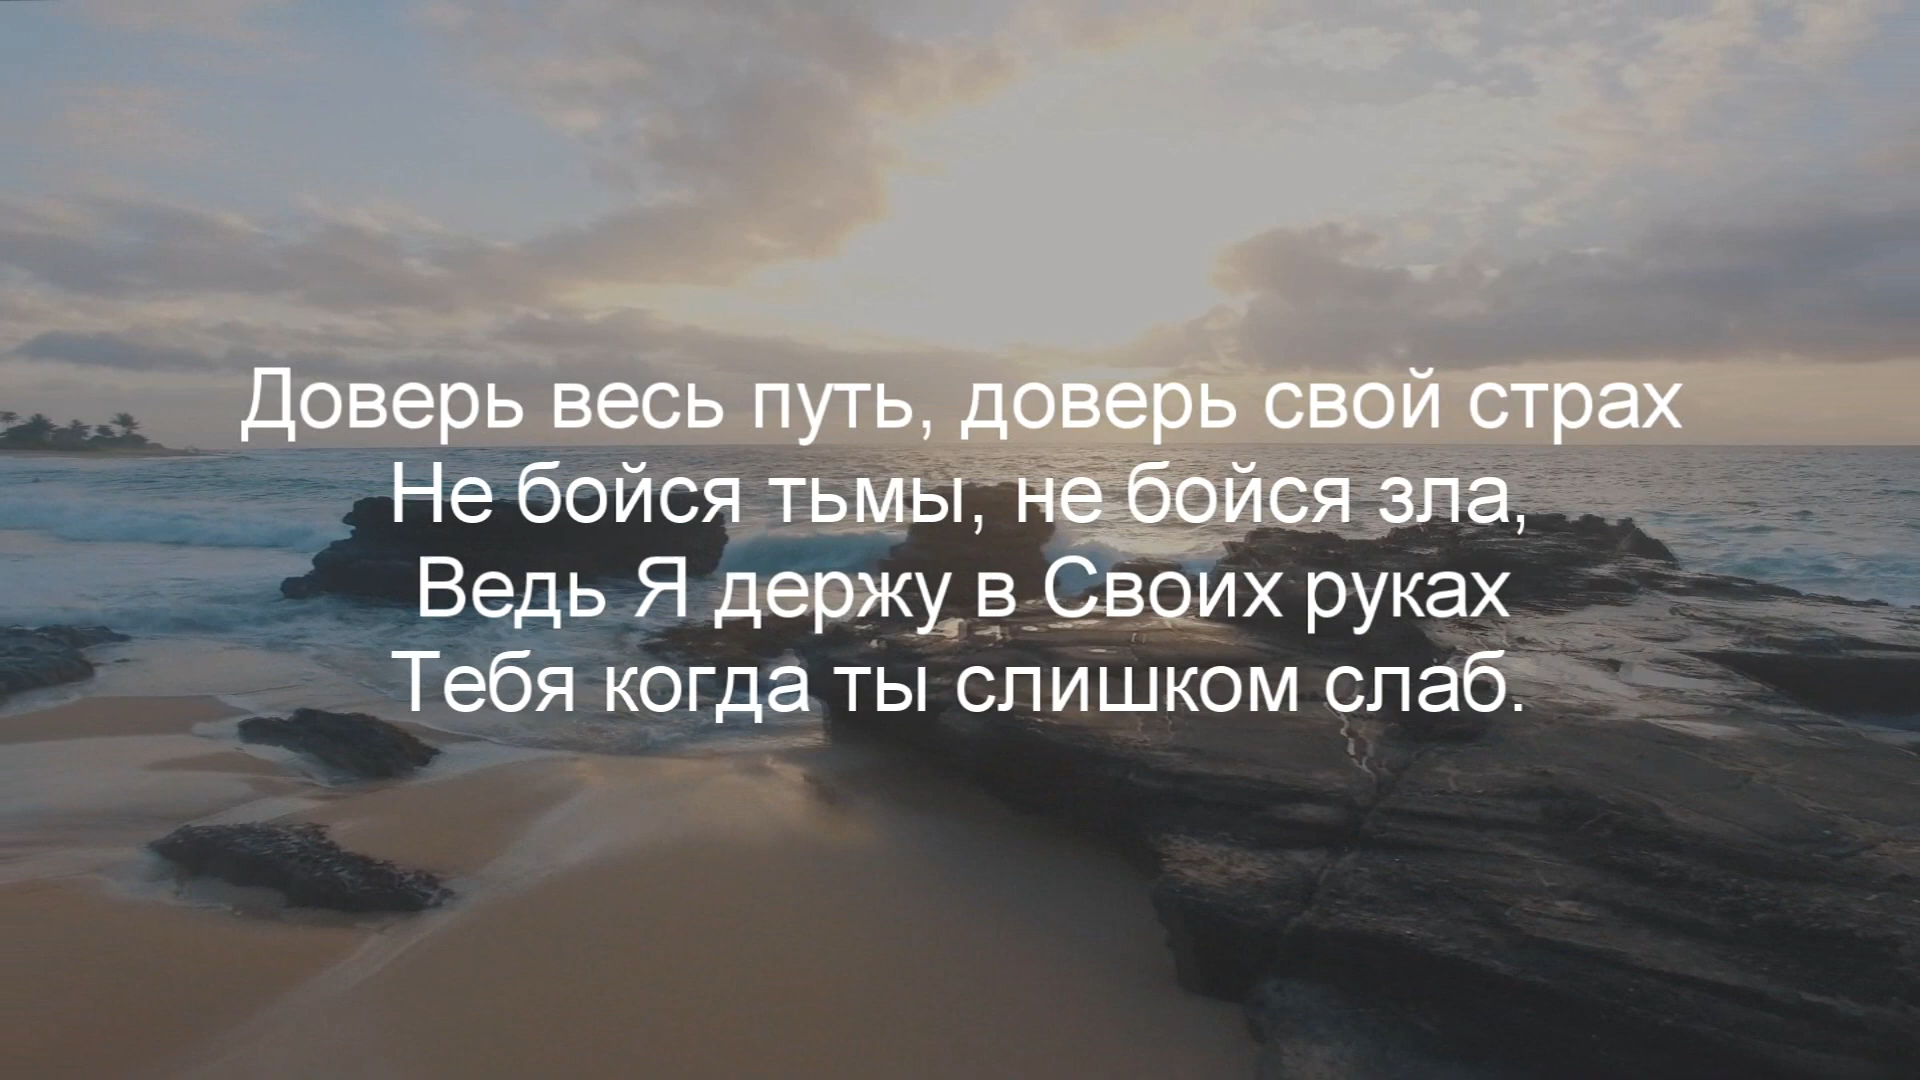 Доверь весь путь, доверь свой страх
Не бойся тьмы, не бойся зла,
Ведь Я держу в Своих руках
Тебя когда ты слишком слаб.